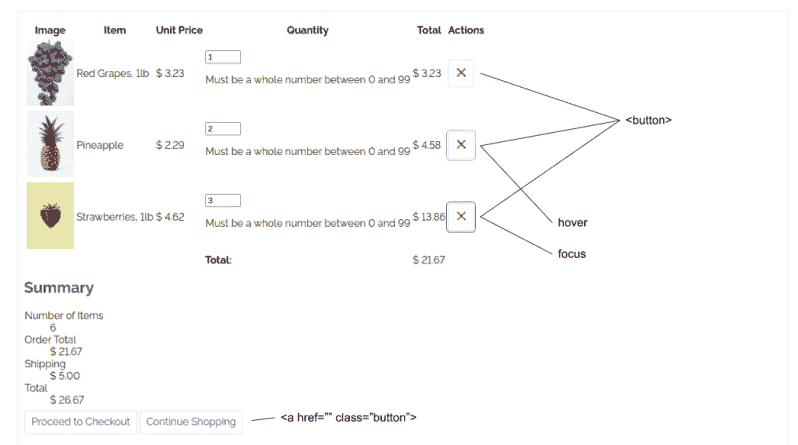 Image Item Unit Price Quantity Total Actions
1
Red Grapes, 1lb $ 3.23 Must be a whole number between 0 and 99 $ 3.23 ×
<button>
2
Pineapple $ 2.29 Must be a whole number between 0 and 99 $ 4.58 ×
3
Strawberries, 1lb $ 4.62 Must be a whole number between 0 and 99 $ 13.86 ×
hover
focus
Total: $ 21.67
Summary
Number of Items
6
Order Total
$ 21.67
Shipping
$ 5.00
Total
$ 26.67
Proceed to Checkout Continue Shopping <a href="" class="button">